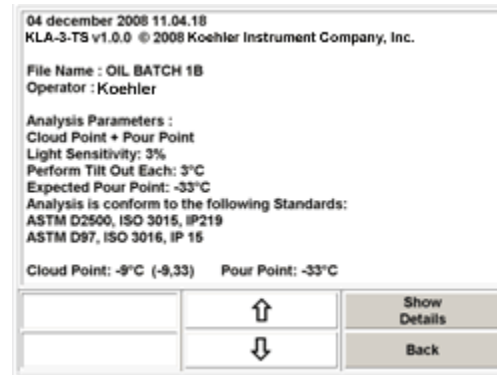 04 december 2008 11.04.18
KLA-3-TS v1.0.0 © 2008 Koehler Instrument Company, Inc.
File Name : OIL BATCH 1B
Operator : Koehler
Analysis Parameters :
Cloud Point + Pour Point
Light Sensitivity: 3%
Perform Tilt Out Each: 3°C
Expected Pour Point: -33°C
Analysis is conform to the following Standards:
ASTM D2500, ISO 3015, IP219
ASTM D97, ISO 3016, IP 15
Cloud Point: -9°C (-9,33) Pour Point: -33°C
Show
Details
Back